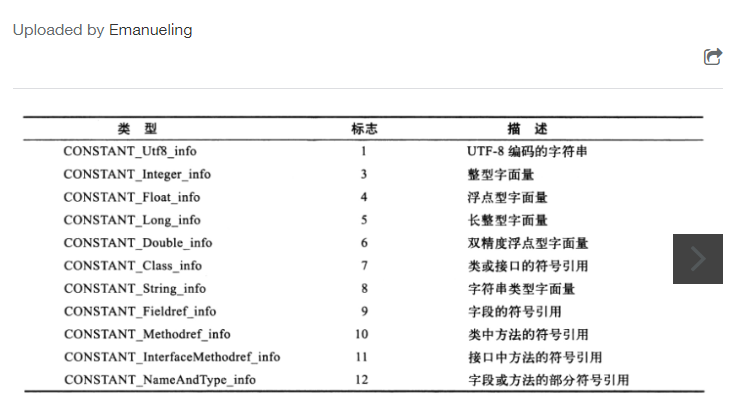 Uploaded by Emanueling
类 型 标志 描 述
CONSTANT_Utf8_info 1 UTF-8 编码的字符串
CONSTANT_Integer_info 3 整型字面量
CONSTANT_Float_info 4 浮点型字面量
CONSTANT_Long_info 5 长整型字面量
CONSTANT_Double_info 6 双精度浮点型字面量
CONSTANT_Class_info 7 类或接口的符号引用
CONSTANT_String_info 8 字符串类型字面量
CONSTANT_Fieldref_info 9 字段的符号引用
CONSTANT_Methodref_info 10 类中方法的符号引用
CONSTANT_InterfaceMethodref_info 11 接口中方法的符号引用
CONSTANT_NameAndType_info 12 字段或方法的部分符号引用